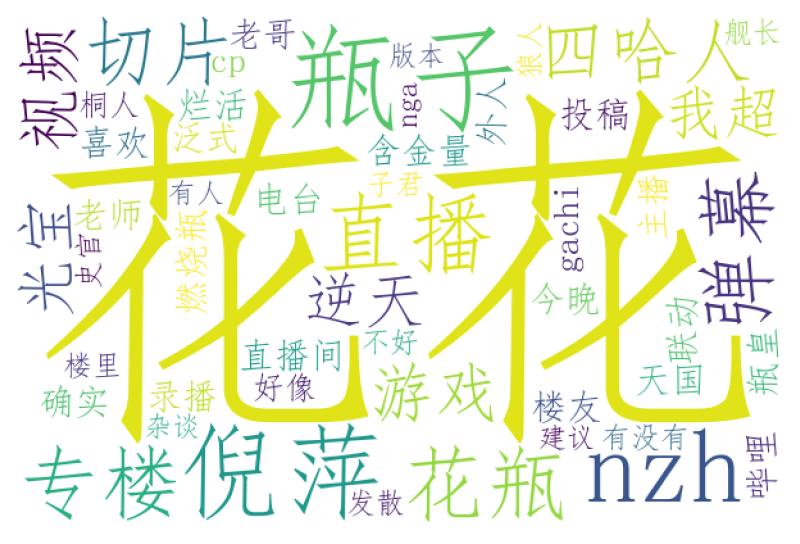 视频
切片
老哥
cp
瓶子
版本
nga
狼人
四哈人
舰长
桐人
烂活
喜欢
泛式
含金量
外人
投稿
我超
花花
有人
子君
电台
直播
gachi
主播
弹幕
光宝
老师
史官
燃烧瓶
逆天
今晚
联动
瓶皇
楼里
直播间
不好
确实
录播
好像
游戏
天国
杂谈
楼友
专楼
倪萍
发散
花瓶
建议
有没有
nzh
哔哩